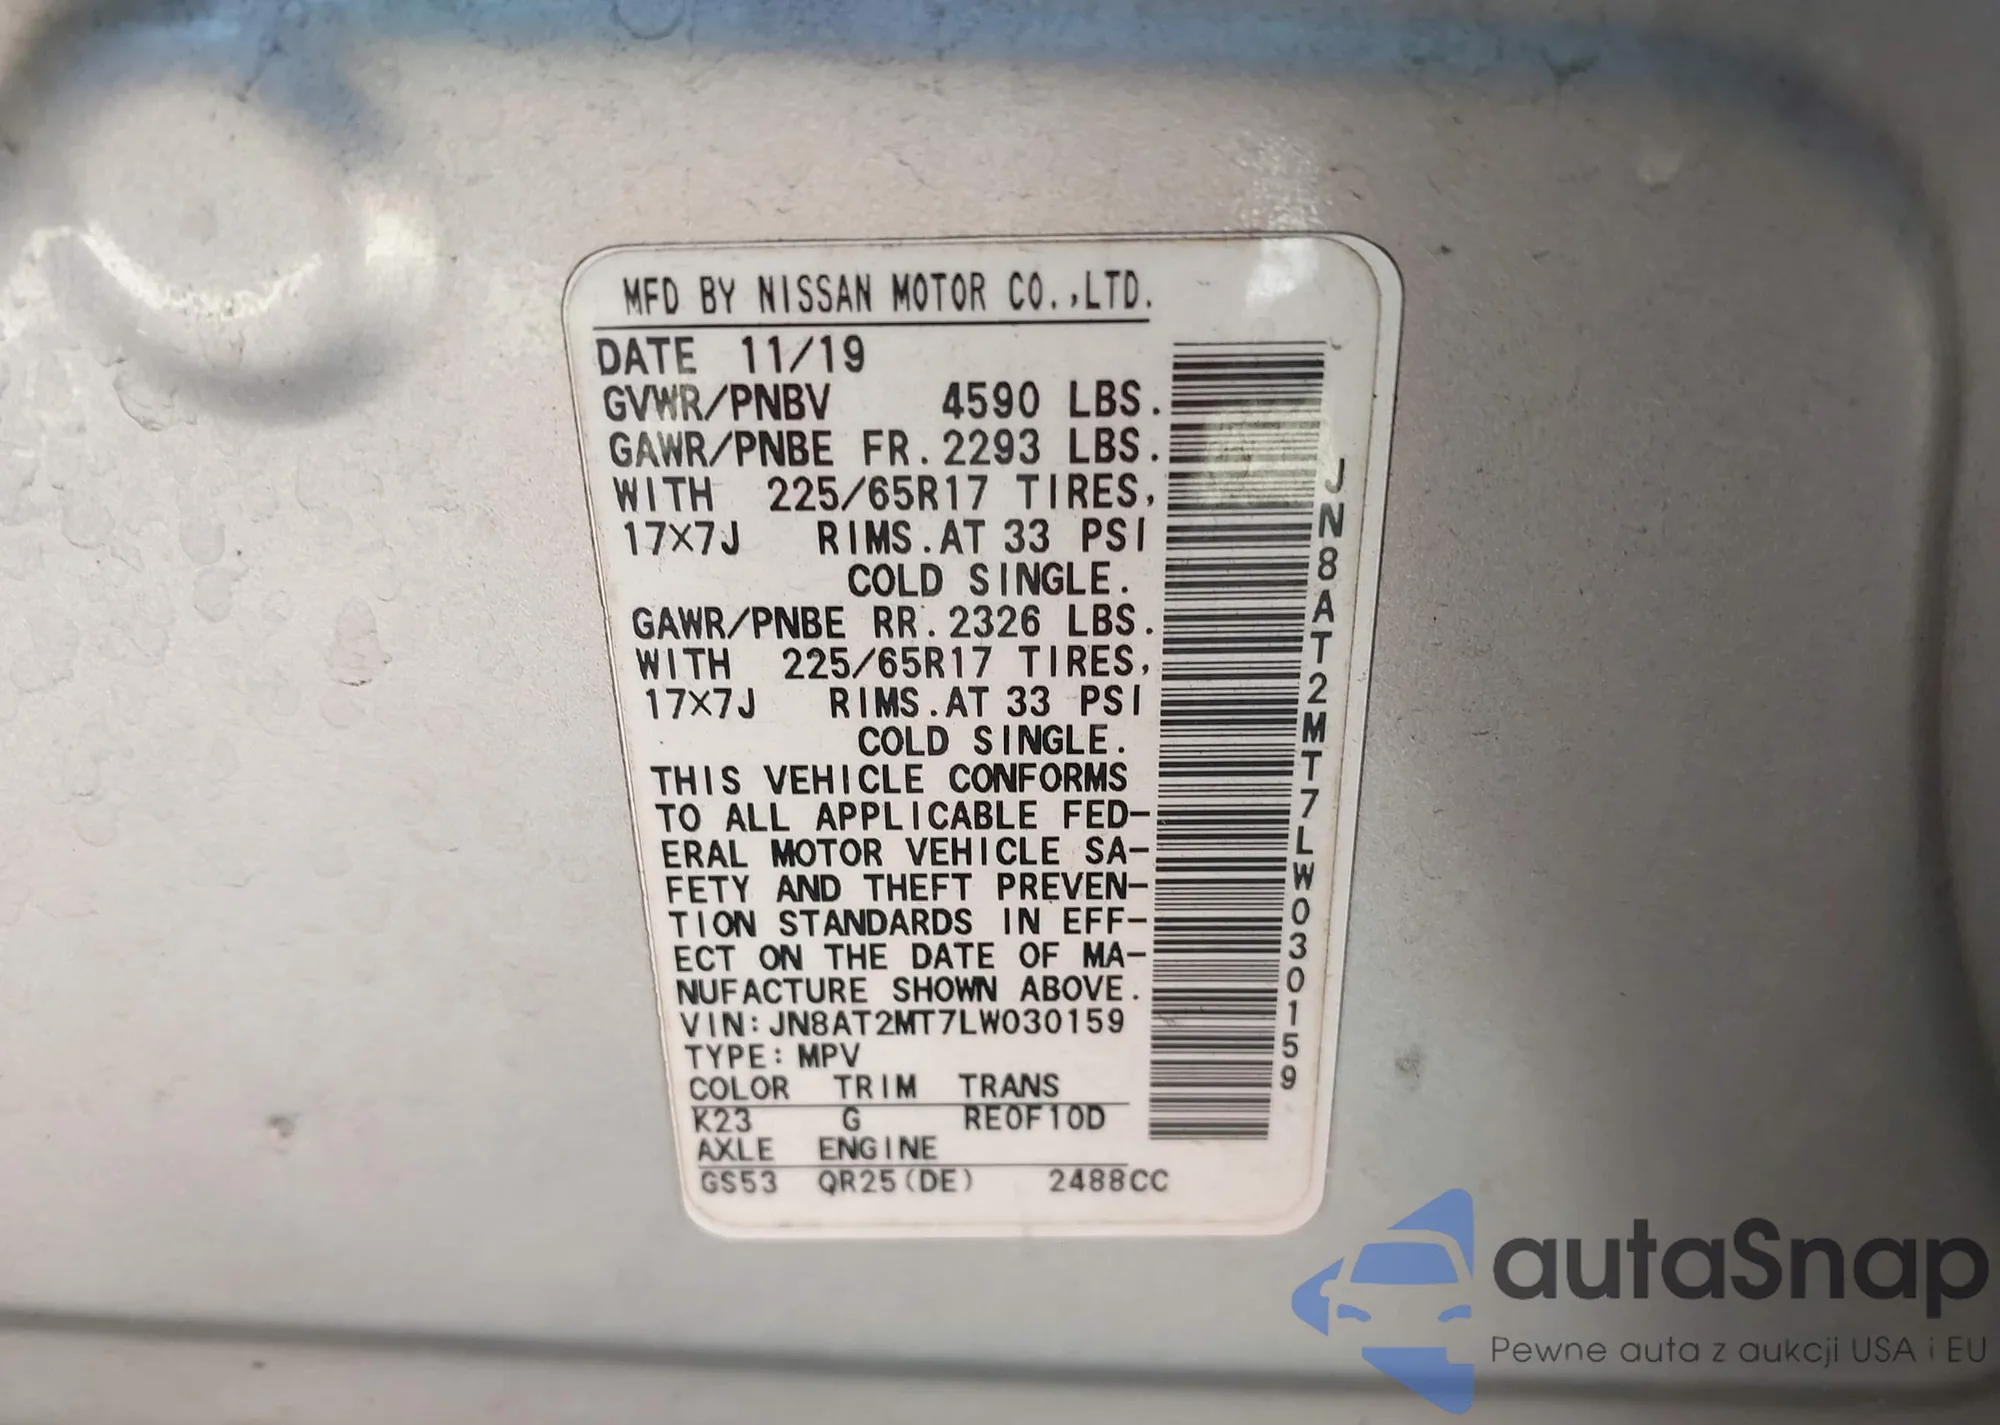 MFD BY NISSAN MOTOR CO.,LTD.
DATE 11/19
GVWR/PNBV 4590 LBS.
GAWR/PNBE FR.2293 LBS.
WITH 225/65R17 TIRES,
17X7J RIMS.AT 33 PSI
COLD SINGLE.
GAWR/PNBE RR.2326 LBS.
WITH 225/65R17 TIRES,
17X7J RIMS.AT 33 PSI
COLD SINGLE.
THIS VEHICLE CONFORMS
TO ALL APPLICABLE FED-
ERAL MOTOR VEHICLE SA-
FETY AND THEFT PREVEN-
TION STANDARDS IN EFF-
ECT ON THE DATE OF MA-
NUFACTURE SHOWN ABOVE.
VIN:JN8AT2MT7LW030159
TYPE:MPV
COLOR TRIM TRANS
K23 G RE0F10D
AXLE ENGINE
GS53 QR25(DE) 2488CC
JN8AT2MT7LW030159
autaSnap
Pewne auta z aukcji USA i EU